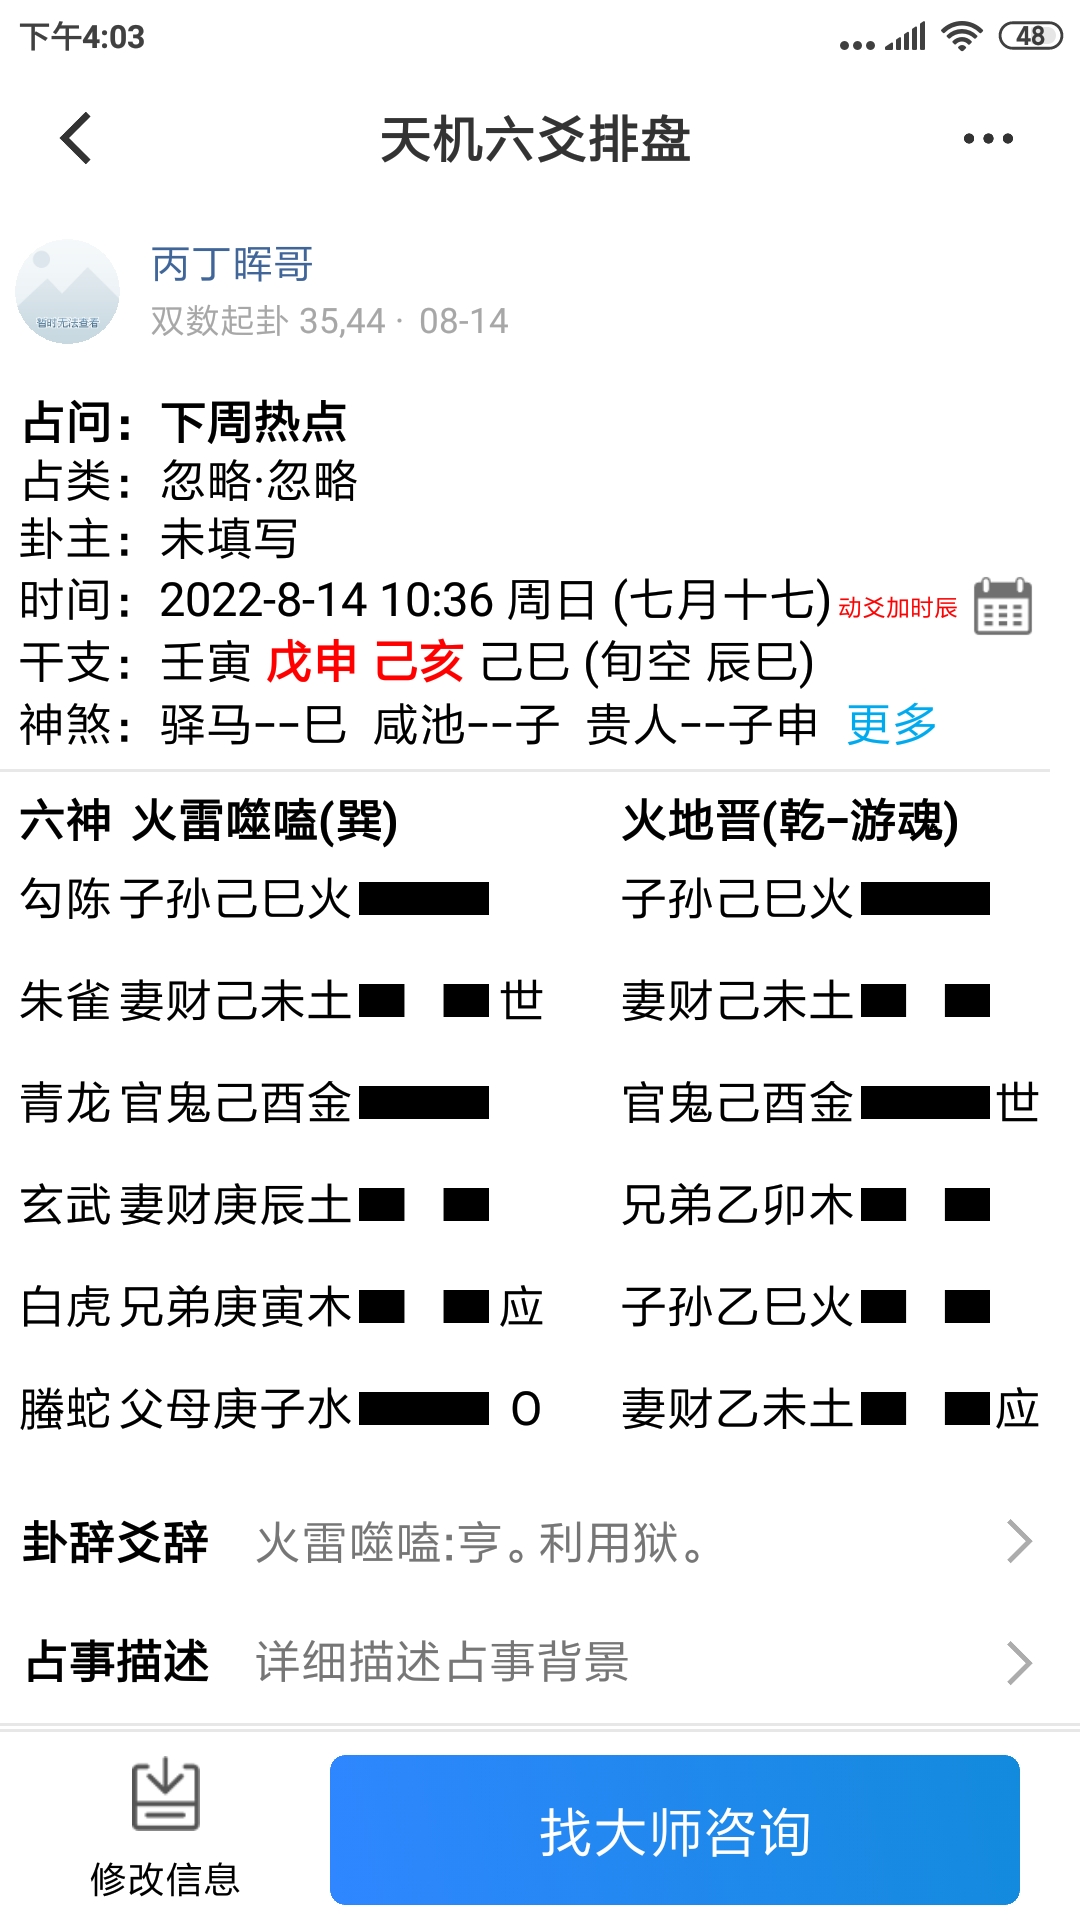 下午4:03
48
天机六爻排盘
丙丁晖哥
双数起卦 35,44 · 08-14
暂时无法查看
占问：下周热点
占类：忽略·忽略
卦主：未填写
时间：2022-8-14 10:36 周日 (七月十七) 动爻加时辰
干支：壬寅 戊申 己亥 己巳 (旬空 辰巳)
神煞：驿马--巳 咸池--子 贵人--子申 更多
六神 火雷噬嗑(巽) 火地晋(乾-游魂)
勾陈 子孙己巳火 子孙己巳火
朱雀 妻财己未土 世 妻财己未土
青龙 官鬼己酉金 官鬼己酉金 世
玄武 妻财庚辰土 兄弟乙卯木
白虎 兄弟庚寅木 应 子孙乙巳火
螣蛇 父母庚子水 O 妻财乙未土 应
卦辞爻辞 火雷噬嗑:亨。利用狱。
占事描述 详细描述占事背景
修改信息
找大师咨询